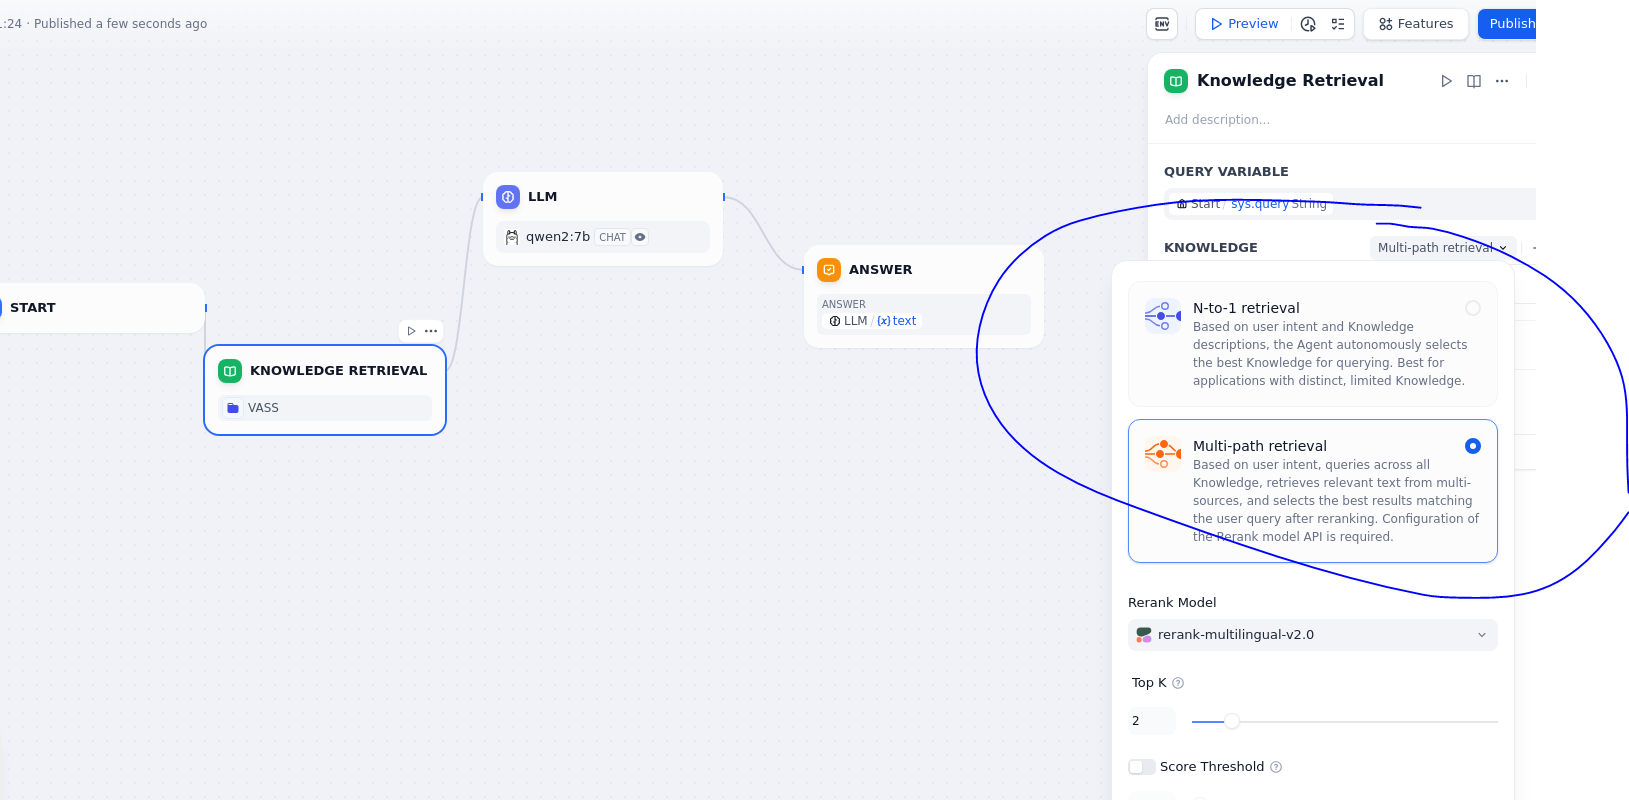 :24 · Published a few seconds ago
ENV
Preview
Features
Publish
Knowledge Retrieval
Add description...
QUERY VARIABLE
Start / sys.query String
KNOWLEDGE
Multi-path retrieval
N-to-1 retrieval
Based on user intent and Knowledge
descriptions, the Agent autonomously selects
the best Knowledge for querying. Best for
applications with distinct, limited Knowledge.
Multi-path retrieval
Based on user intent, queries across all
Knowledge, retrieves relevant text from multi-
sources, and selects the best results matching
the user query after reranking. Configuration of
the Rerank model API is required.
Rerank Model
rerank-multilingual-v2.0
Top K
2
Score Threshold
START
KNOWLEDGE RETRIEVAL
VASS
LLM
qwen2:7b CHAT
ANSWER
ANSWER
LLM / {x} text